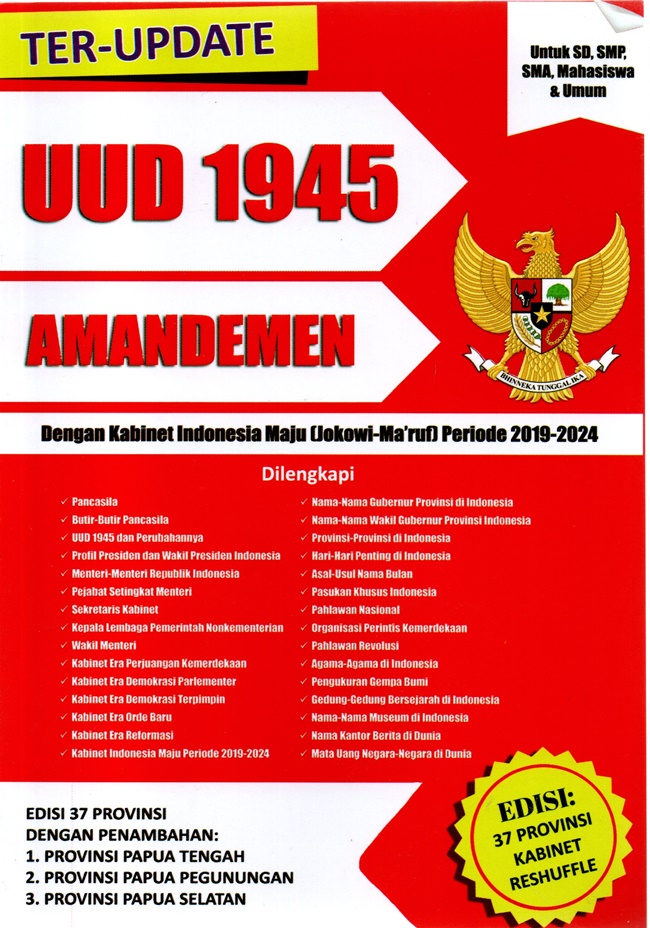 TER-UPDATE
Untuk SD, SMP,
SMA, Mahasiswa
& Umum
UUD 1945
AMANDEMEN
BHINNEKA TUNGGAL IKA
Dengan Kabinet Indonesia Maju (Jokowi-Ma'ruf) Periode 2019-2024
Dilengkapi
✓ Pancasila
✓ Butir-Butir Pancasila
✓ UUD 1945 dan Perubahannya
✓ Profil Presiden dan Wakil Presiden Indonesia
✓ Menteri-Menteri Republik Indonesia
✓ Pejabat Setingkat Menteri
✓ Sekretaris Kabinet
✓ Kepala Lembaga Pemerintah Nonkementerian
✓ Wakil Menteri
✓ Kabinet Era Perjuangan Kemerdekaan
✓ Kabinet Era Demokrasi Parlementer
✓ Kabinet Era Demokrasi Terpimpin
✓ Kabinet Era Orde Baru
✓ Kabinet Era Reformasi
✓ Kabinet Indonesia Maju Periode 2019-2024
✓ Nama-Nama Gubernur Provinsi di Indonesia
✓ Nama-Nama Wakil Gubernur Provinsi Indonesia
✓ Provinsi-Provinsi di Indonesia
✓ Hari-Hari Penting di Indonesia
✓ Asal-Usul Nama Bulan
✓ Pasukan Khusus Indonesia
✓ Pahlawan Nasional
✓ Organisasi Perintis Kemerdekaan
✓ Pahlawan Revolusi
✓ Agama-Agama di Indonesia
✓ Pengukuran Gempa Bumi
✓ Gedung-Gedung Bersejarah di Indonesia
✓ Nama-Nama Museum di Indonesia
✓ Nama Kantor Berita di Dunia
✓ Mata Uang Negara-Negara di Dunia
EDISI 37 PROVINSI
DENGAN PENAMBAHAN:
1. PROVINSI PAPUA TENGAH
2. PROVINSI PAPUA PEGUNUNGAN
3. PROVINSI PAPUA SELATAN
EDISI:
37 PROVINSI
KABINET
RESHUFFLE